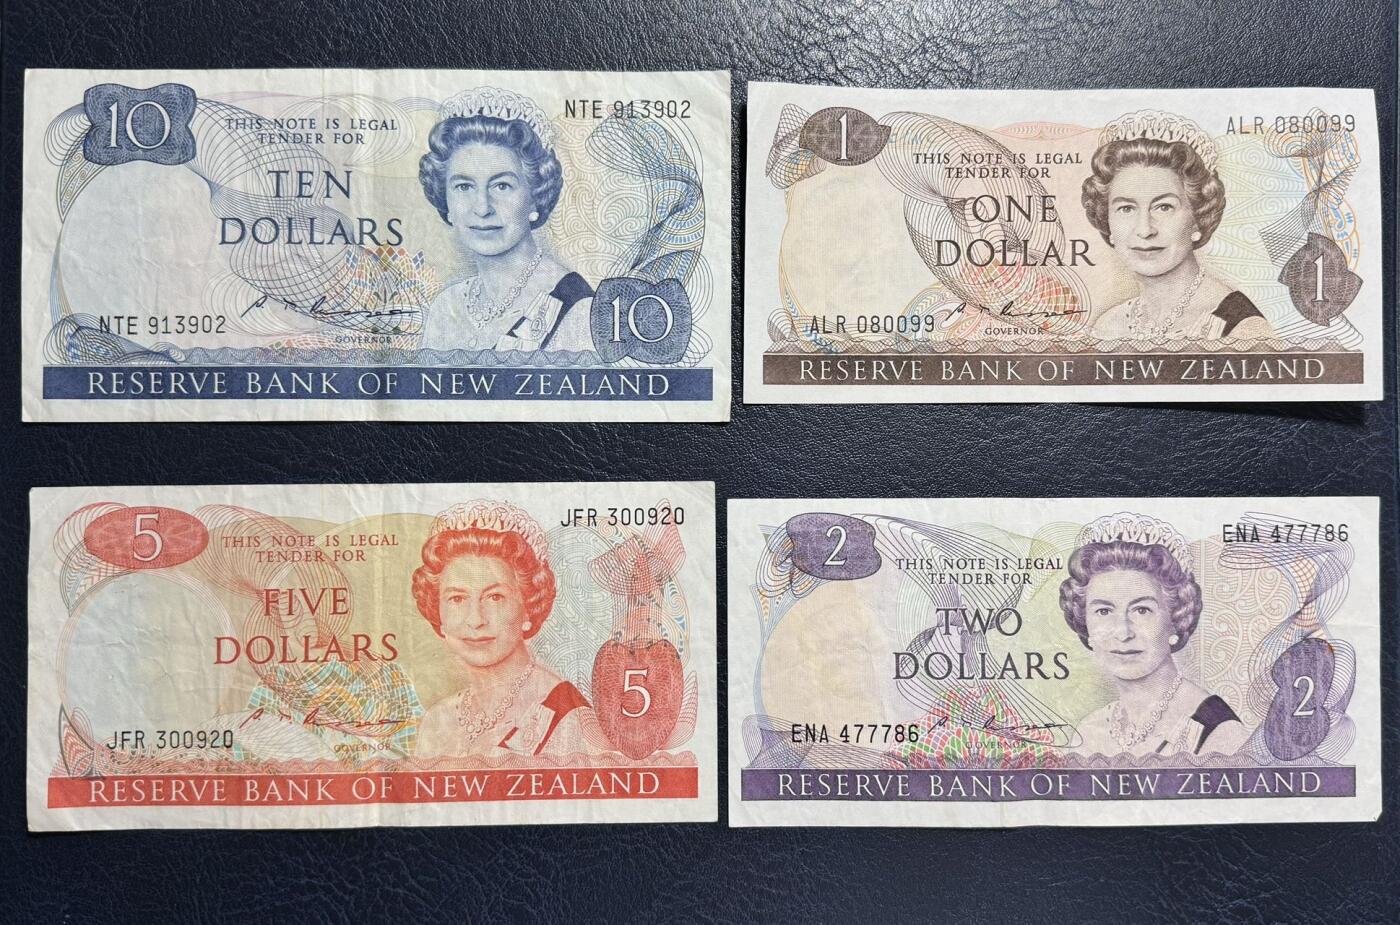 10
NTE 913902
THIS NOTE IS LEGAL
TENDER FOR
TEN
DOLLARS
NTE 913902
GOVERNOR
10
RESERVE BANK OF NEW ZEALAND
1
ALR 080099
THIS NOTE IS LEGAL
TENDER FOR
ONE
DOLLAR
ALR 080099
GOVERNOR
1
RESERVE BANK OF NEW ZEALAND
5
JFR 300920
THIS NOTE IS LEGAL
TENDER FOR
FIVE
DOLLARS
JFR 300920
GOVERNOR
5
RESERVE BANK OF NEW ZEALAND
2
ENA 477786
THIS NOTE IS LEGAL
TENDER FOR
TWO
DOLLARS
ENA 477786
GOVERNOR
2
RESERVE BANK OF NEW ZEALAND